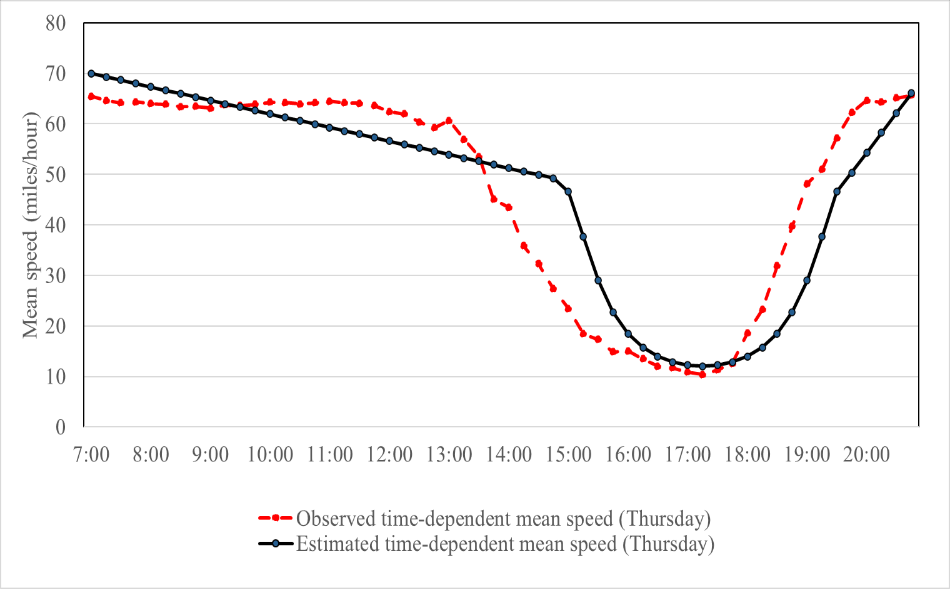 80
70
60
50
40
30
20
10
0
Mean speed (miles/hour)
7:00 8:00 9:00 10:00 11:00 12:00 13:00 14:00 15:00 16:00 17:00 18:00 19:00 20:00
Observed time-dependent mean speed (Thursday)
Estimated time-dependent mean speed (Thursday)